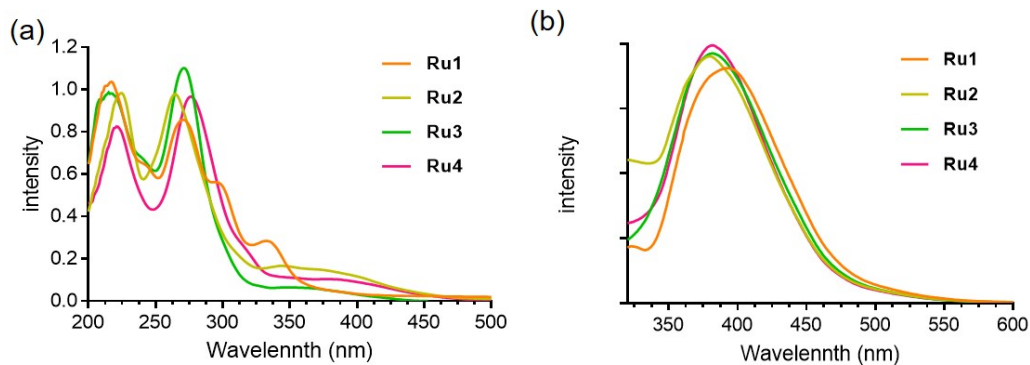 (a)
1.2
1.0
0.8
0.6
0.4
0.2
0.0
intensity
200 250 300 350 400 450 500
Wavelennth (nm)
Ru1
Ru2
Ru3
Ru4
(b)
intensity
350 400 450 500 550 600
Wavelennth (nm)
Ru1
Ru2
Ru3
Ru4